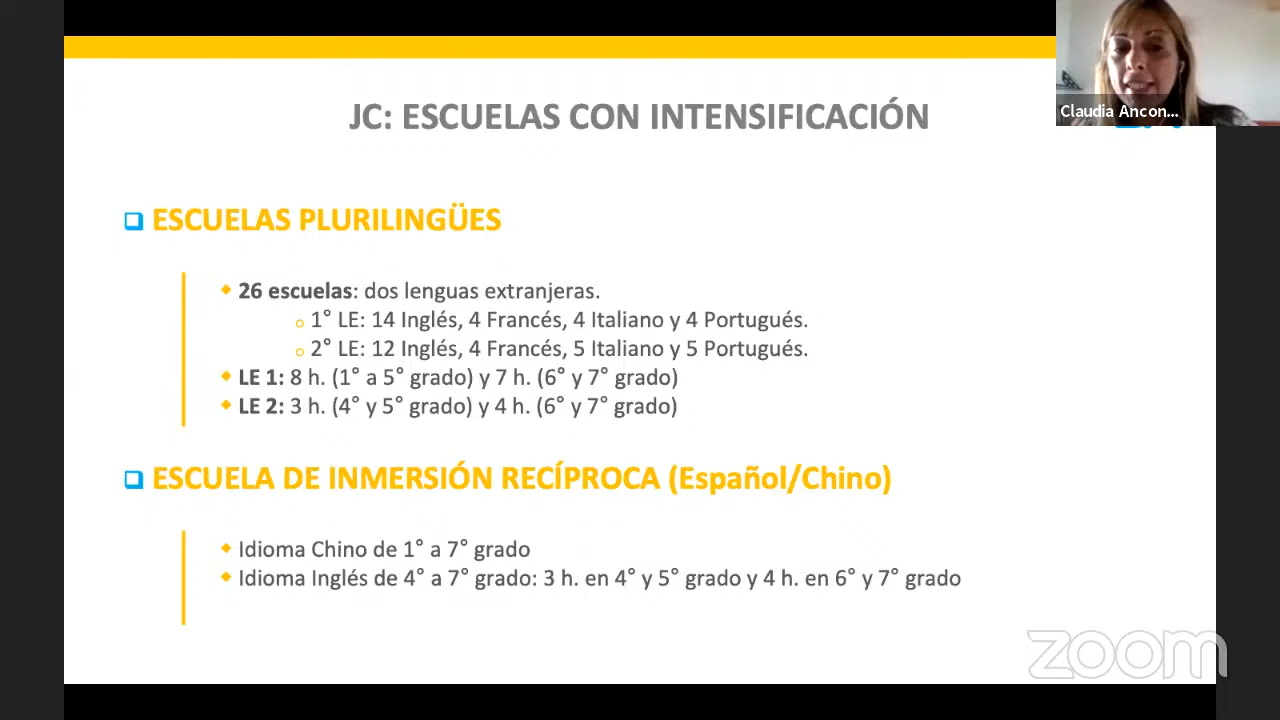 JC: ESCUELAS CON INTENSIFICACIÓN
Claudia Ancon...
ESCUELAS PLURILINGÜES
26 escuelas: dos lenguas extranjeras.
1° LE: 14 Inglés, 4 Francés, 4 Italiano y 4 Portugués.
2° LE: 12 Inglés, 4 Francés, 5 Italiano y 5 Portugués.
LE 1: 8 h. (1° a 5° grado) y 7 h. (6° y 7° grado)
LE 2: 3 h. (4° y 5° grado) y 4 h. (6° y 7° grado)
ESCUELA DE INMERSIÓN RECÍPROCA (Español/Chino)
Idioma Chino de 1° a 7° grado
Idioma Inglés de 4° a 7° grado: 3 h. en 4° y 5° grado y 4 h. en 6° y 7° grado
zoom